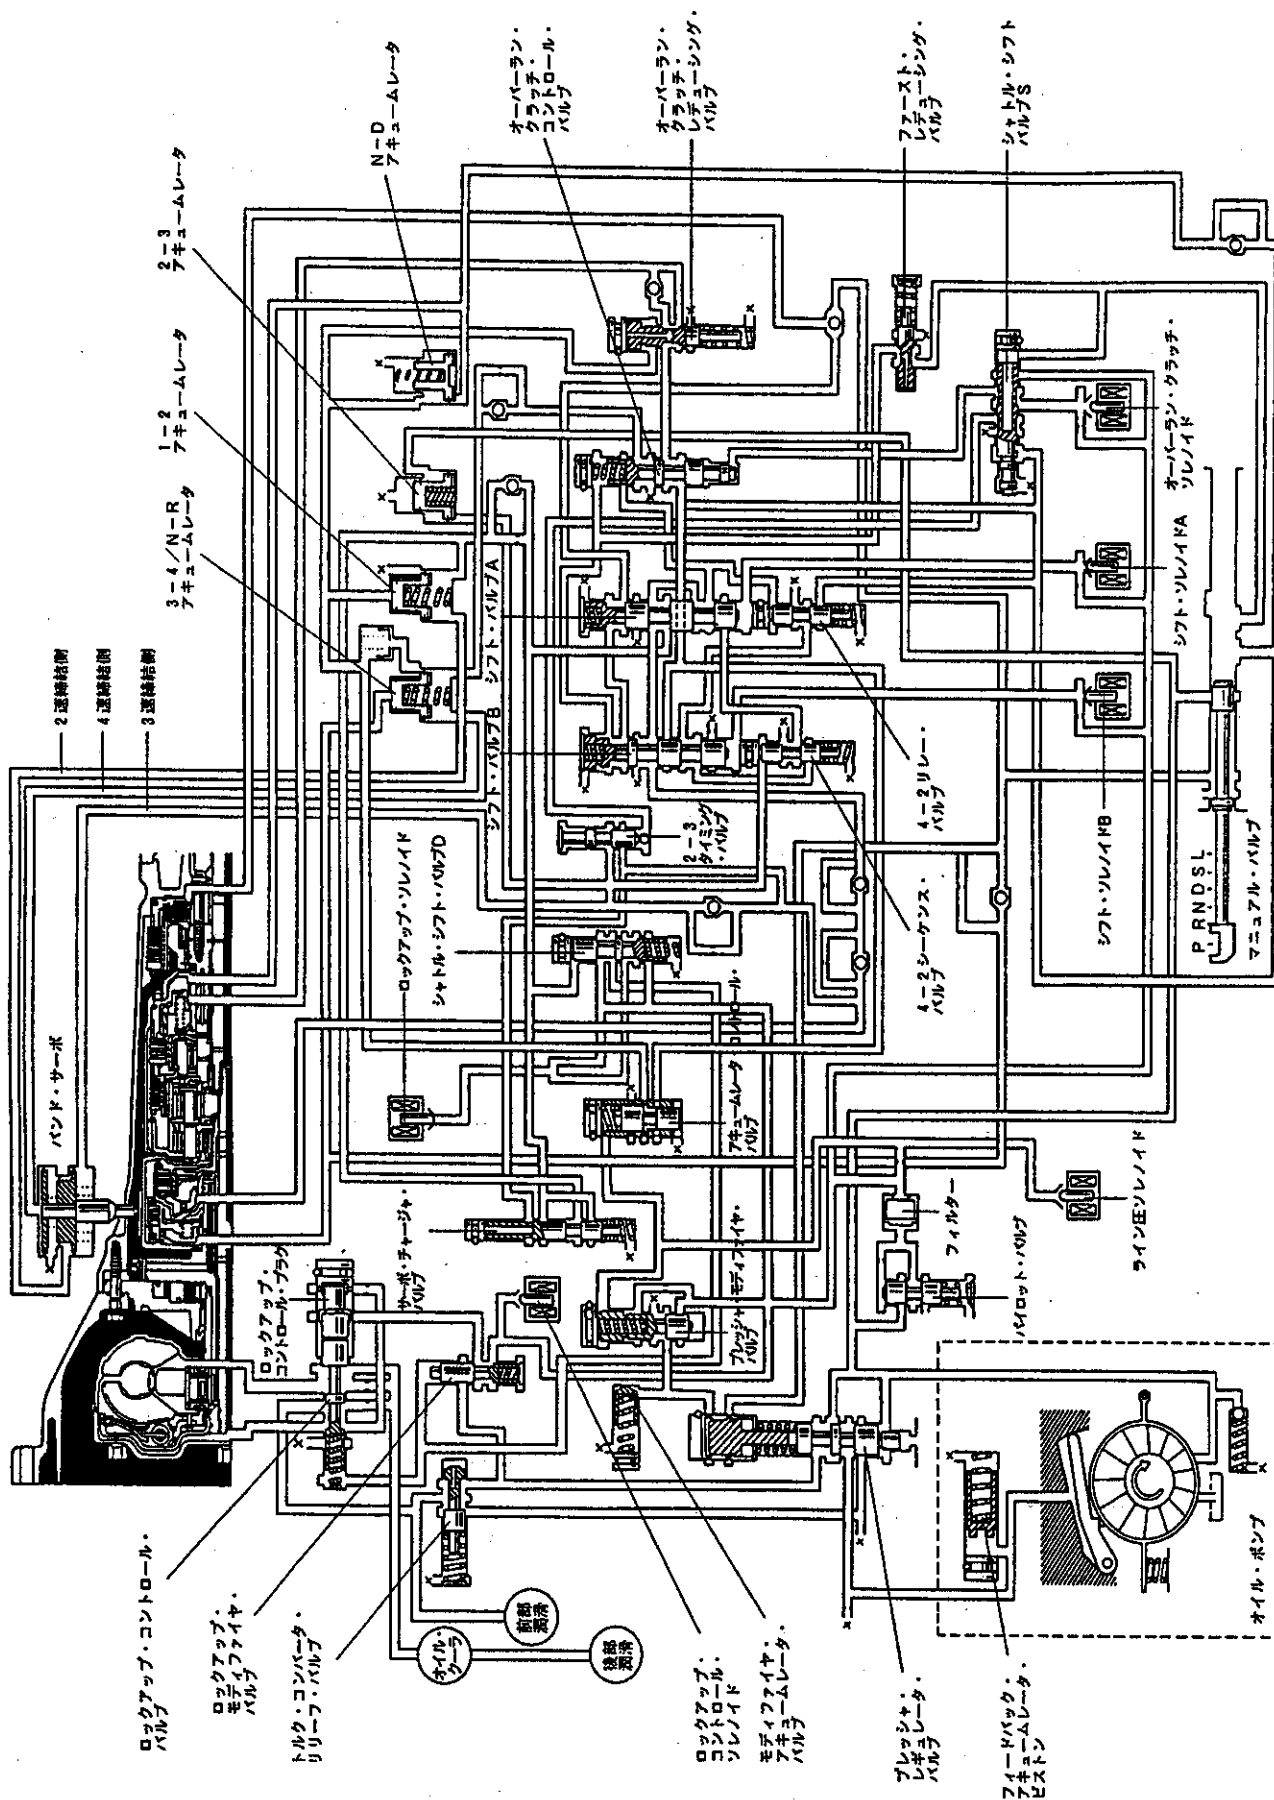 バンド・サーボ
2速締結側
4速締結側
3速締結側
3-4/N-R
アキュームレータ
1-2
アキュームレータ
2-3
アキュームレータ
N-D
アキュームレータ
オーバーラン・
クラッチ・
コントロール・
バルブ
オーバーラン・
クラッチ・
レデューシング・
バルブ
ファースト・
レデューシング・
バルブ
シャトル・シフト・
バルブS
ロックアップ・コントロール・
バルブ
ロックアップ・
モディファイヤ・
バルブ
トルク・コンバータ・
リリーフ・バルブ
オイル・
クーラ
前部
潤滑
後部
潤滑
ロックアップ・
コントロール・プラグ
サーボ・チャージャ・
バルブ
ロックアップ・ソレノイド
シャトル・シフト・バルブD
シフト・バルブB
シフト・バルブA
2-3
タイミング
・バルブ
アキュームレータ コントロール・
バルブ
プレッシャ・モディファイヤ・
バルブ
4-2シーケンス・
バルブ
4-2リレー・
バルブ
シフト・ソレノイドB
シフト・ソレノイドA
オーバーラン・クラッチ・
ソレノイド
P R N D S L
マニュアル・バルブ
フィルター
パイロット・バルブ
ライン圧ソレノイド
ロックアップ・
コントロール・
ソレノイド
モディファイヤ・
アキュームレータ・
バルブ
プレッシャ・
レギュレータ・
バルブ
フィードバック・
アキュームレータ・
ピストン
オイル・ポンプ